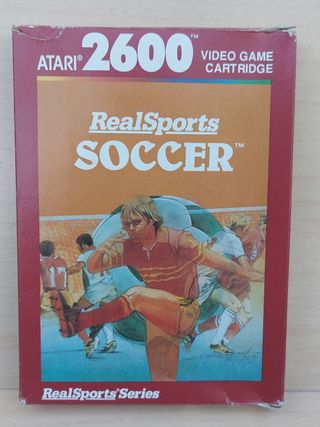 ATARI® 2600™ VIDEO GAME
CARTRIDGE
RealSports
SOCCER™
17
RealSports® Series